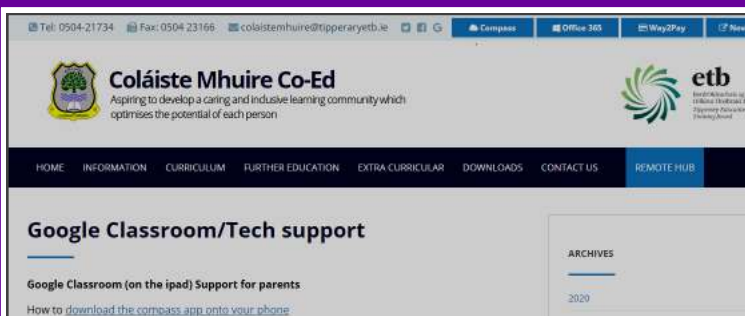 Tel: 0504-21734 Fax: 0504 23166 colaistemhuire@tipperaryetb.ie Compass Office 365 Way2Pay New
Coláiste Mhuire Co-Ed
Aspiring to develop a caring and inclusive learning community which
optimises the potential of each person
etb
HOME INFORMATION CURRICULUM FURTHER EDUCATION EXTRA CURRICULAR DOWNLOADS CONTACT US REMOTE HUB
Google Classroom/Tech support
ARCHIVES
Google Classroom (on the ipad) Support for parents
2020
How to download the compass app onto your phone